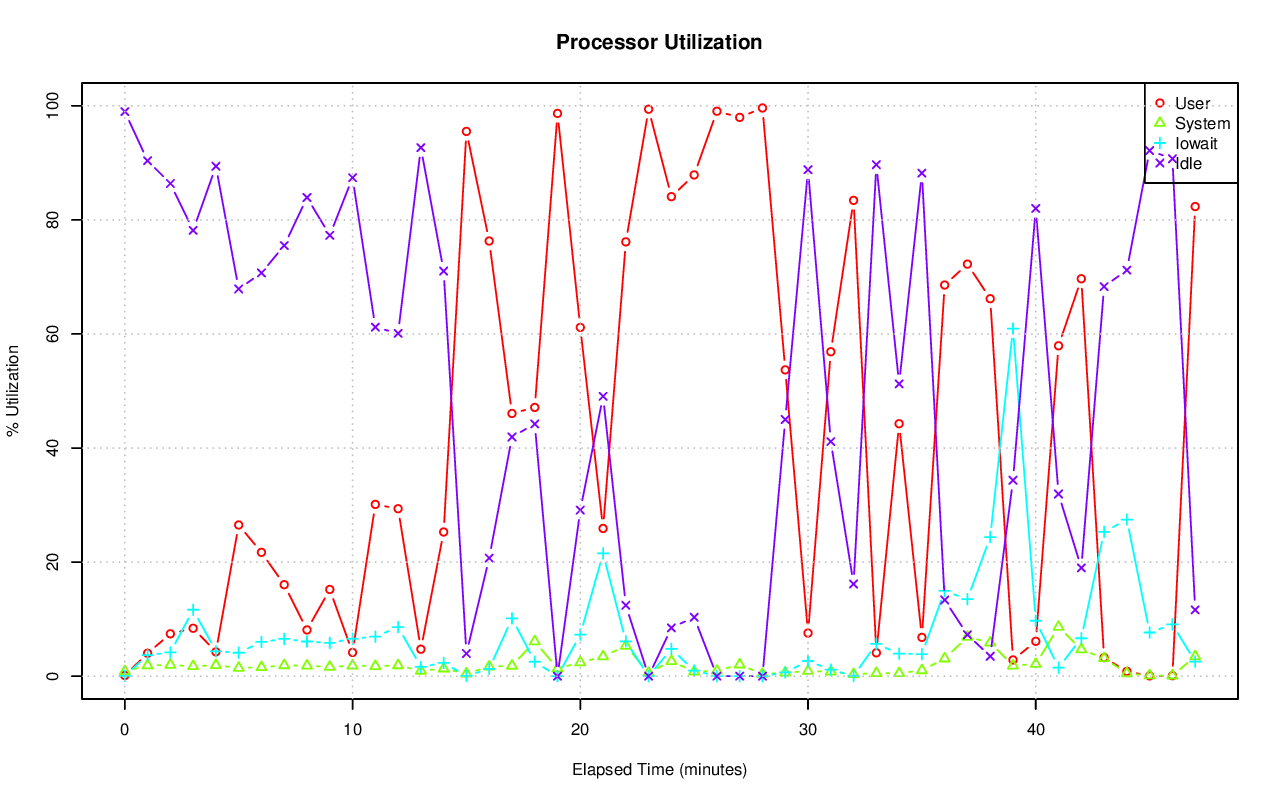 Processor Utilization
% Utilization
100
80
60
40
20
0
User
System
Iowait
Idle
0 10 20 30 40
Elapsed Time (minutes)